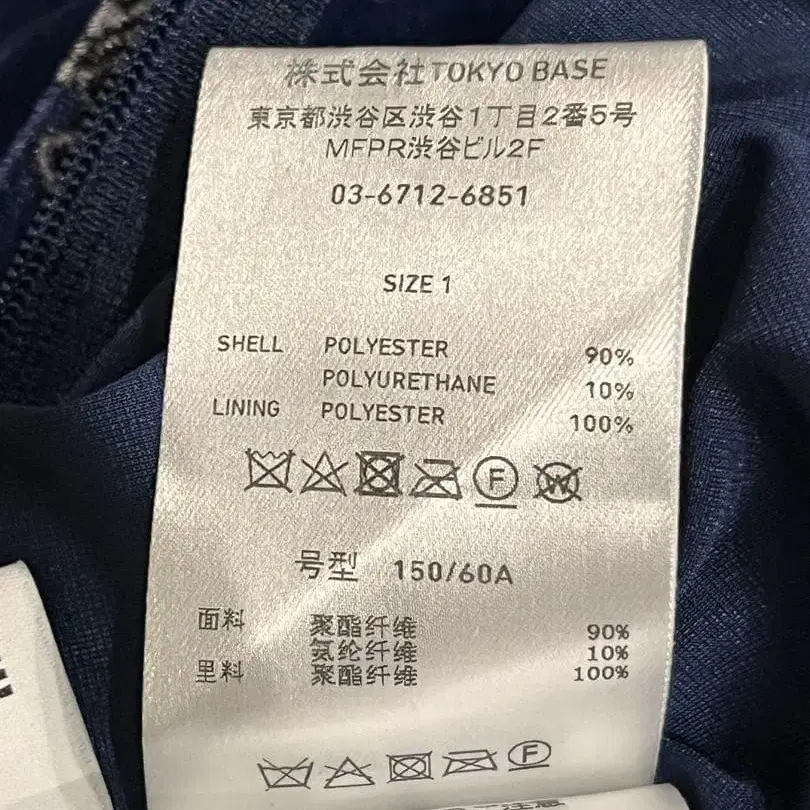 株式会社TOKYO BASE
東京都渋谷区渋谷1丁目2番5号
MFPR渋谷ビル2F
03-6712-6851
SIZE 1
SHELL POLYESTER 90%
POLYURETHANE 10%
LINING POLYESTER 100%
F W
号型 150/60A
面料 聚酯纤维 90%
氨纶纤维 10%
里料 聚酯纤维 100%
F